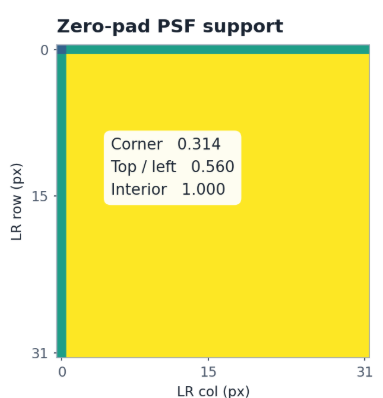 Zero-pad PSF support
0
Corner 0.314
Top / left 0.560
Interior 1.000
LR row (px)
15
31
0 15 31
LR col (px)